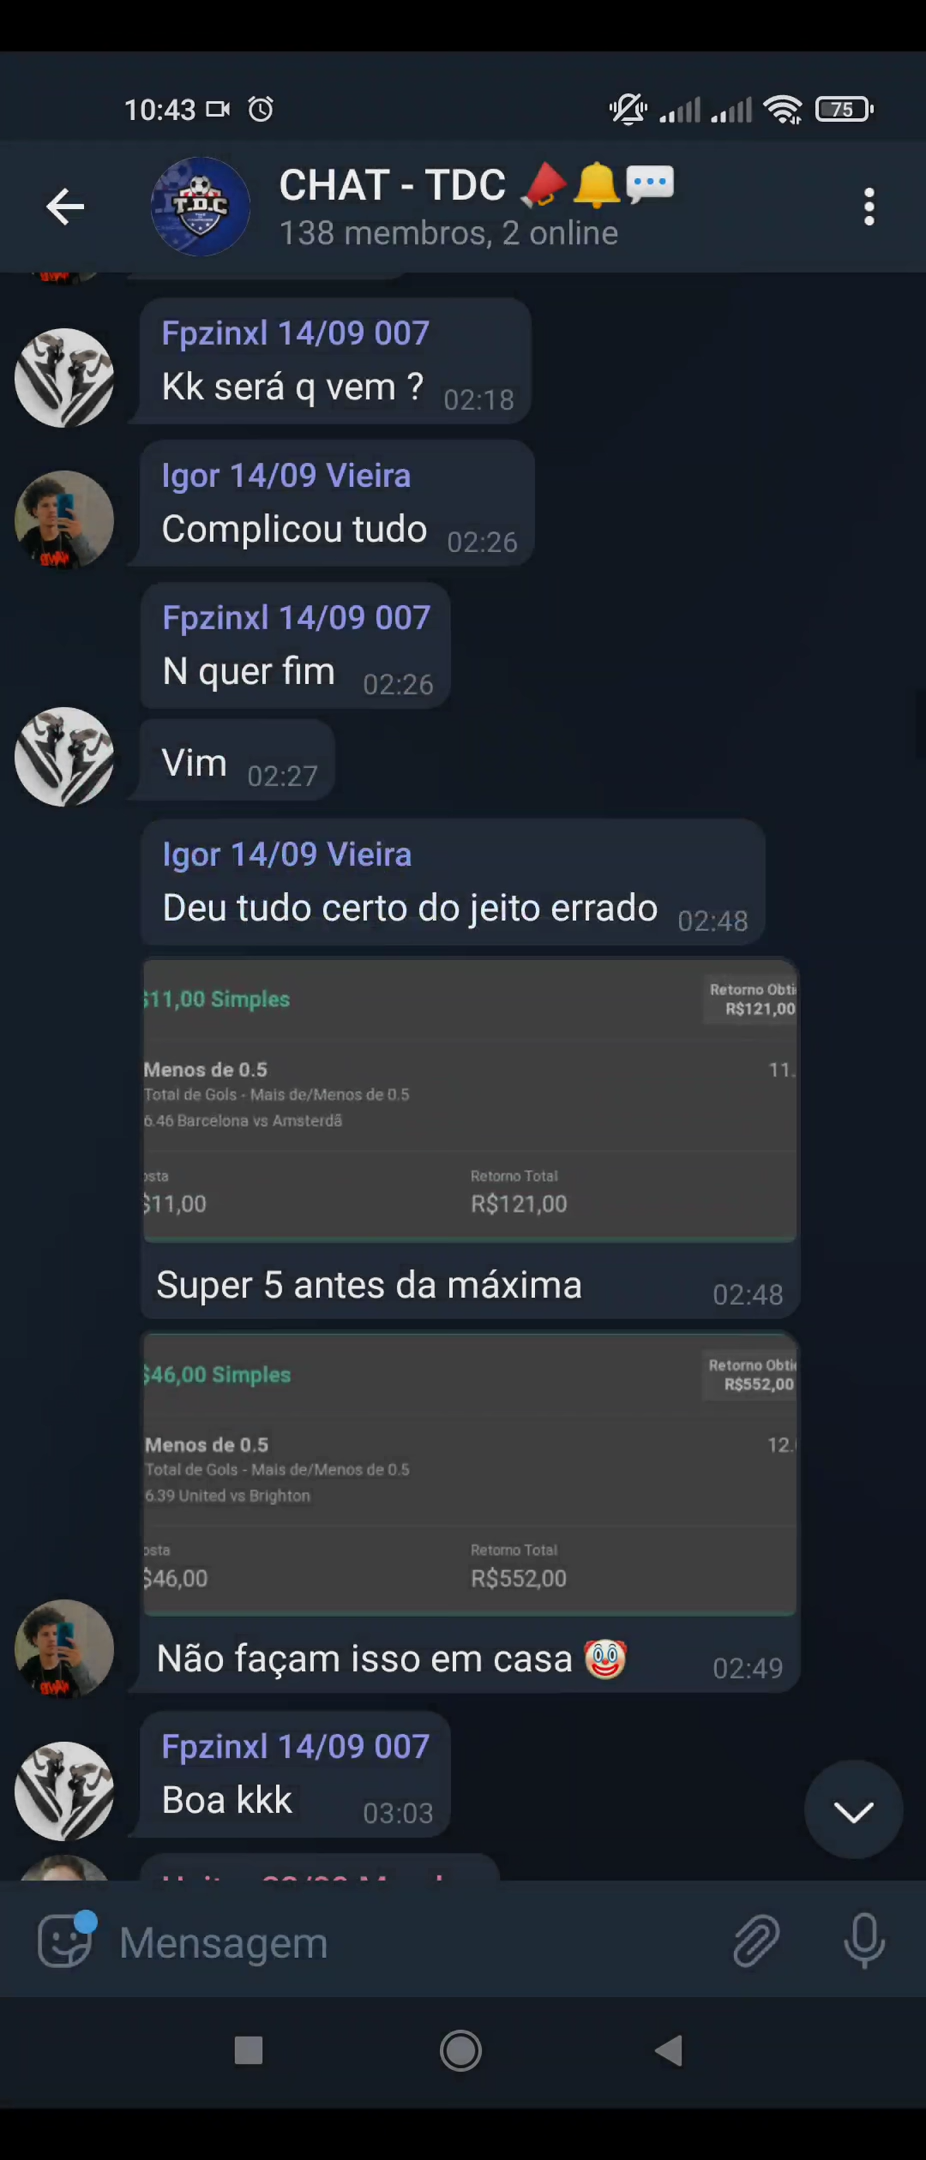 10:43
75
T.D.C
CHAT - TDC 📣🔔💬
138 membros, 2 online
Fpzinxl 14/09 007
Kk será q vem ? 02:18
Igor 14/09 Vieira
Complicou tudo 02:26
Fpzinxl 14/09 007
N quer fim 02:26
Vim 02:27
Igor 14/09 Vieira
Deu tudo certo do jeito errado 02:48
$11,00 Simples
Retorno Obti
R$121,00
Menos de 0.5
11.
Total de Gols - Mais de/Menos de 0.5
6.46 Barcelona vs Amsterdã
osta
Retorno Total
$11,00
R$121,00
Super 5 antes da máxima 02:48
$46,00 Simples
Retorno Obti
R$552,00
Menos de 0.5
12.
Total de Gols - Mais de/Menos de 0.5
6.39 United vs Brighton
osta
Retorno Total
$46,00
R$552,00
Não façam isso em casa 🤡 02:49
Fpzinxl 14/09 007
Boa kkk 03:03
Mensagem